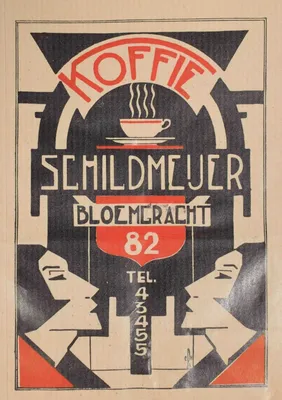 KOFFIE
SCHILDMEIJER
BLOEMGRACHT
82
TEL.
43455